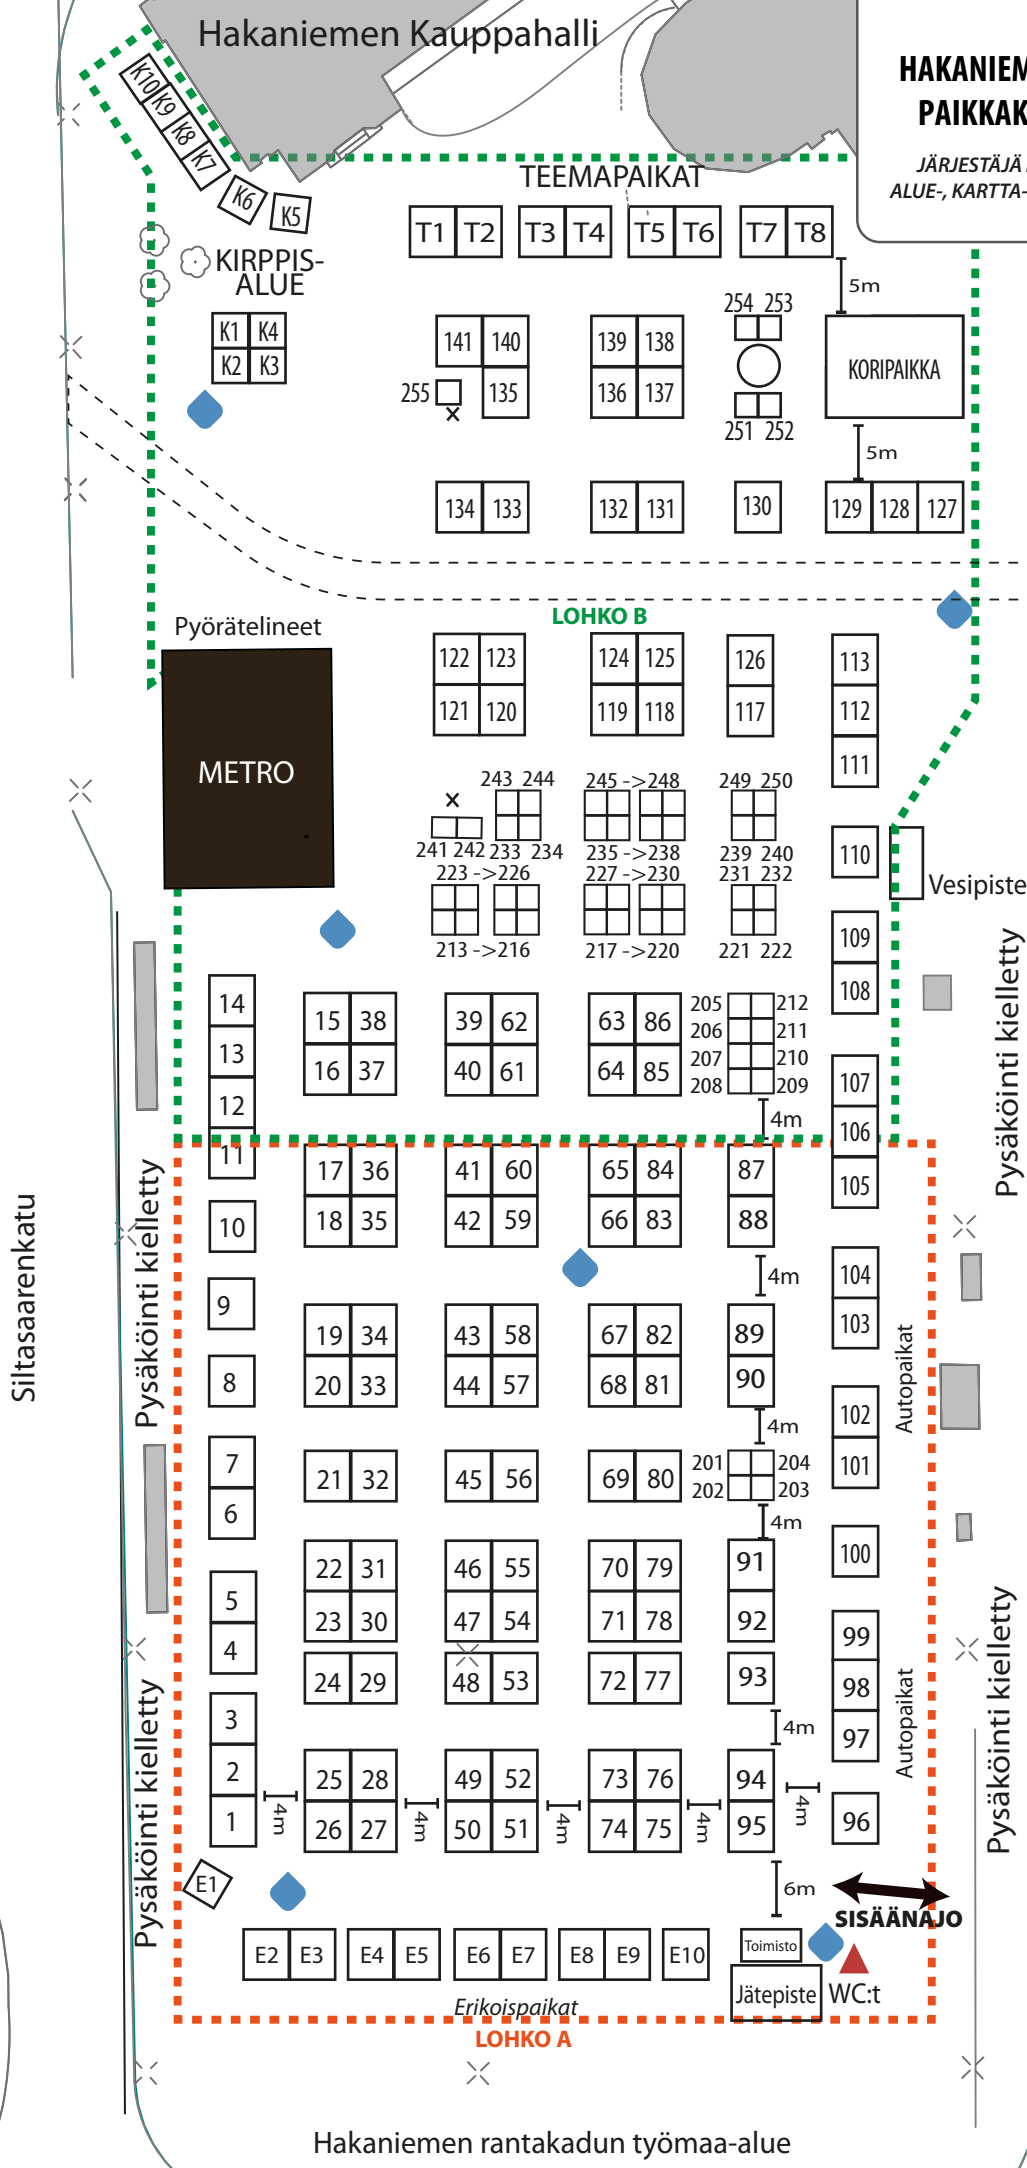 Hakaniemen Kauppahalli
HAKANIEM
PAIKKAK
JÄRJESTÄJÄ
ALUE-, KARTTA-
K10
K9
K8
K7
K6
K5
TEEMAPAIKAT
T1 T2 T3 T4 T5 T6 T7 T8
KIRPPIS-
ALUE
5m
K1 K4
K2 K3
254 253
141 140 139 138
KORIPAIKKA
255 135 136 137
251 252
5m
134 133 132 131 130 129 128 127
LOHKO B
Pyörätelineet
122 123 124 125 126 113
121 120 119 118 117 112
METRO
111
243 244 245 ->248 249 250
241 242 233 234 235 ->238 239 240
110
223 ->226 227 ->230 231 232
Vesipiste
213 ->216 217 ->220 221 222
109
108
14 15 38 39 62 63 86 205 212
206 211
13 16 37 40 61 64 85 207 210
208 209
107
12
4m
106
11 17 36 41 60 65 84 87
105
10 18 35 42 59 66 83 88
4m
104
9 19 34 43 58 67 82 89 103
8 20 33 44 57 68 81 90
Autopaikat
102
4m
7 21 32 45 56 69 80 201 204 101
202 203
6
4m
22 31 46 55 70 79 91 100
5 23 30 47 54 71 78 92 99
4 24 29 48 53 72 77 93 98
3
4m
97
Autopaikat
2 25 28 49 52 73 76 94
4m 4m 4m 4m 4m
1 26 27 50 51 74 75 95 96
E1
6m
SISÄÄNAJO
E2 E3 E4 E5 E6 E7 E8 E9 E10 Toimisto
Jätepiste WC:t
Erikoispaikat
LOHKO A
Siltasaarenkatu
Pysäköinti kielletty
Pysäköinti kielletty
Pysäköinti kielletty
Pysäköinti kielletty
Hakaniemen rantakadun työmaa-alue